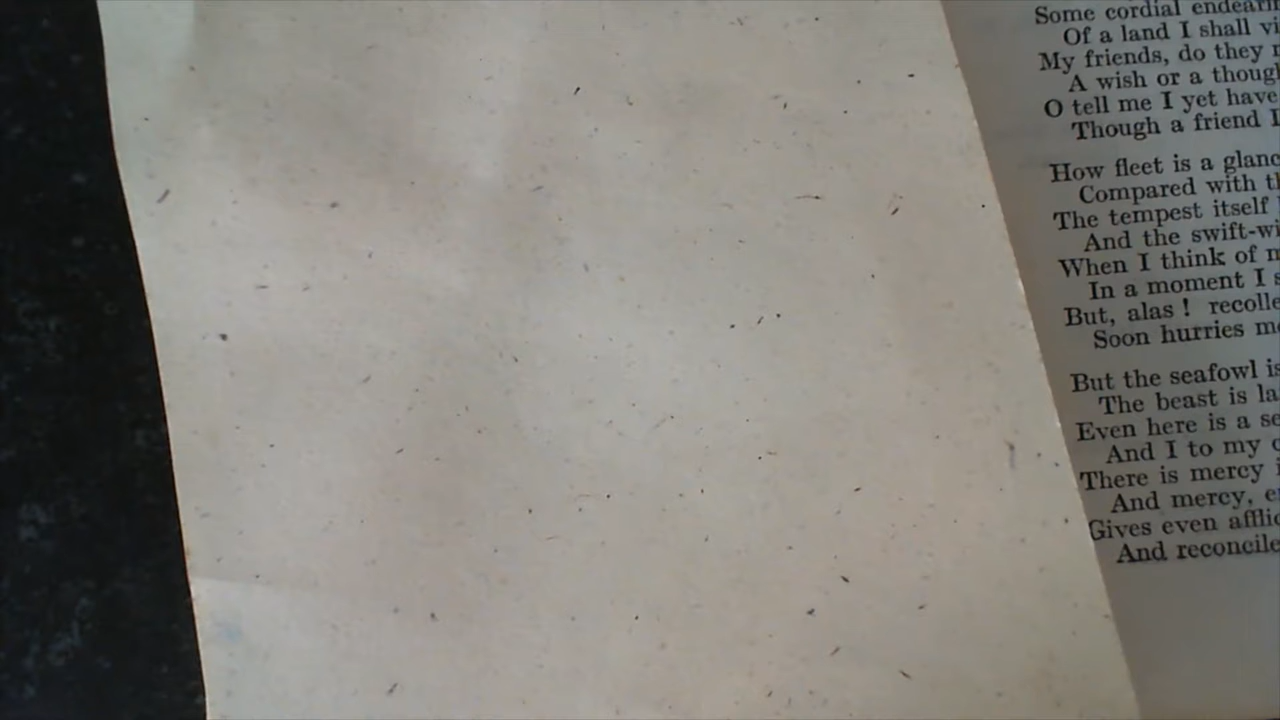 Some cordial endearin
Of a land I shall vi
My friends, do they n
A wish or a though
O tell me I yet have
Though a friend I
How fleet is a glanc
Compared with th
The tempest itself
And the swift-wi
When I think of m
In a moment I s
But, alas ! recolle
Soon hurries me
But the seafowl is
The beast is la
Even here is a se
And I to my c
There is mercy i
And mercy, e
Gives even afflic
And reconcile